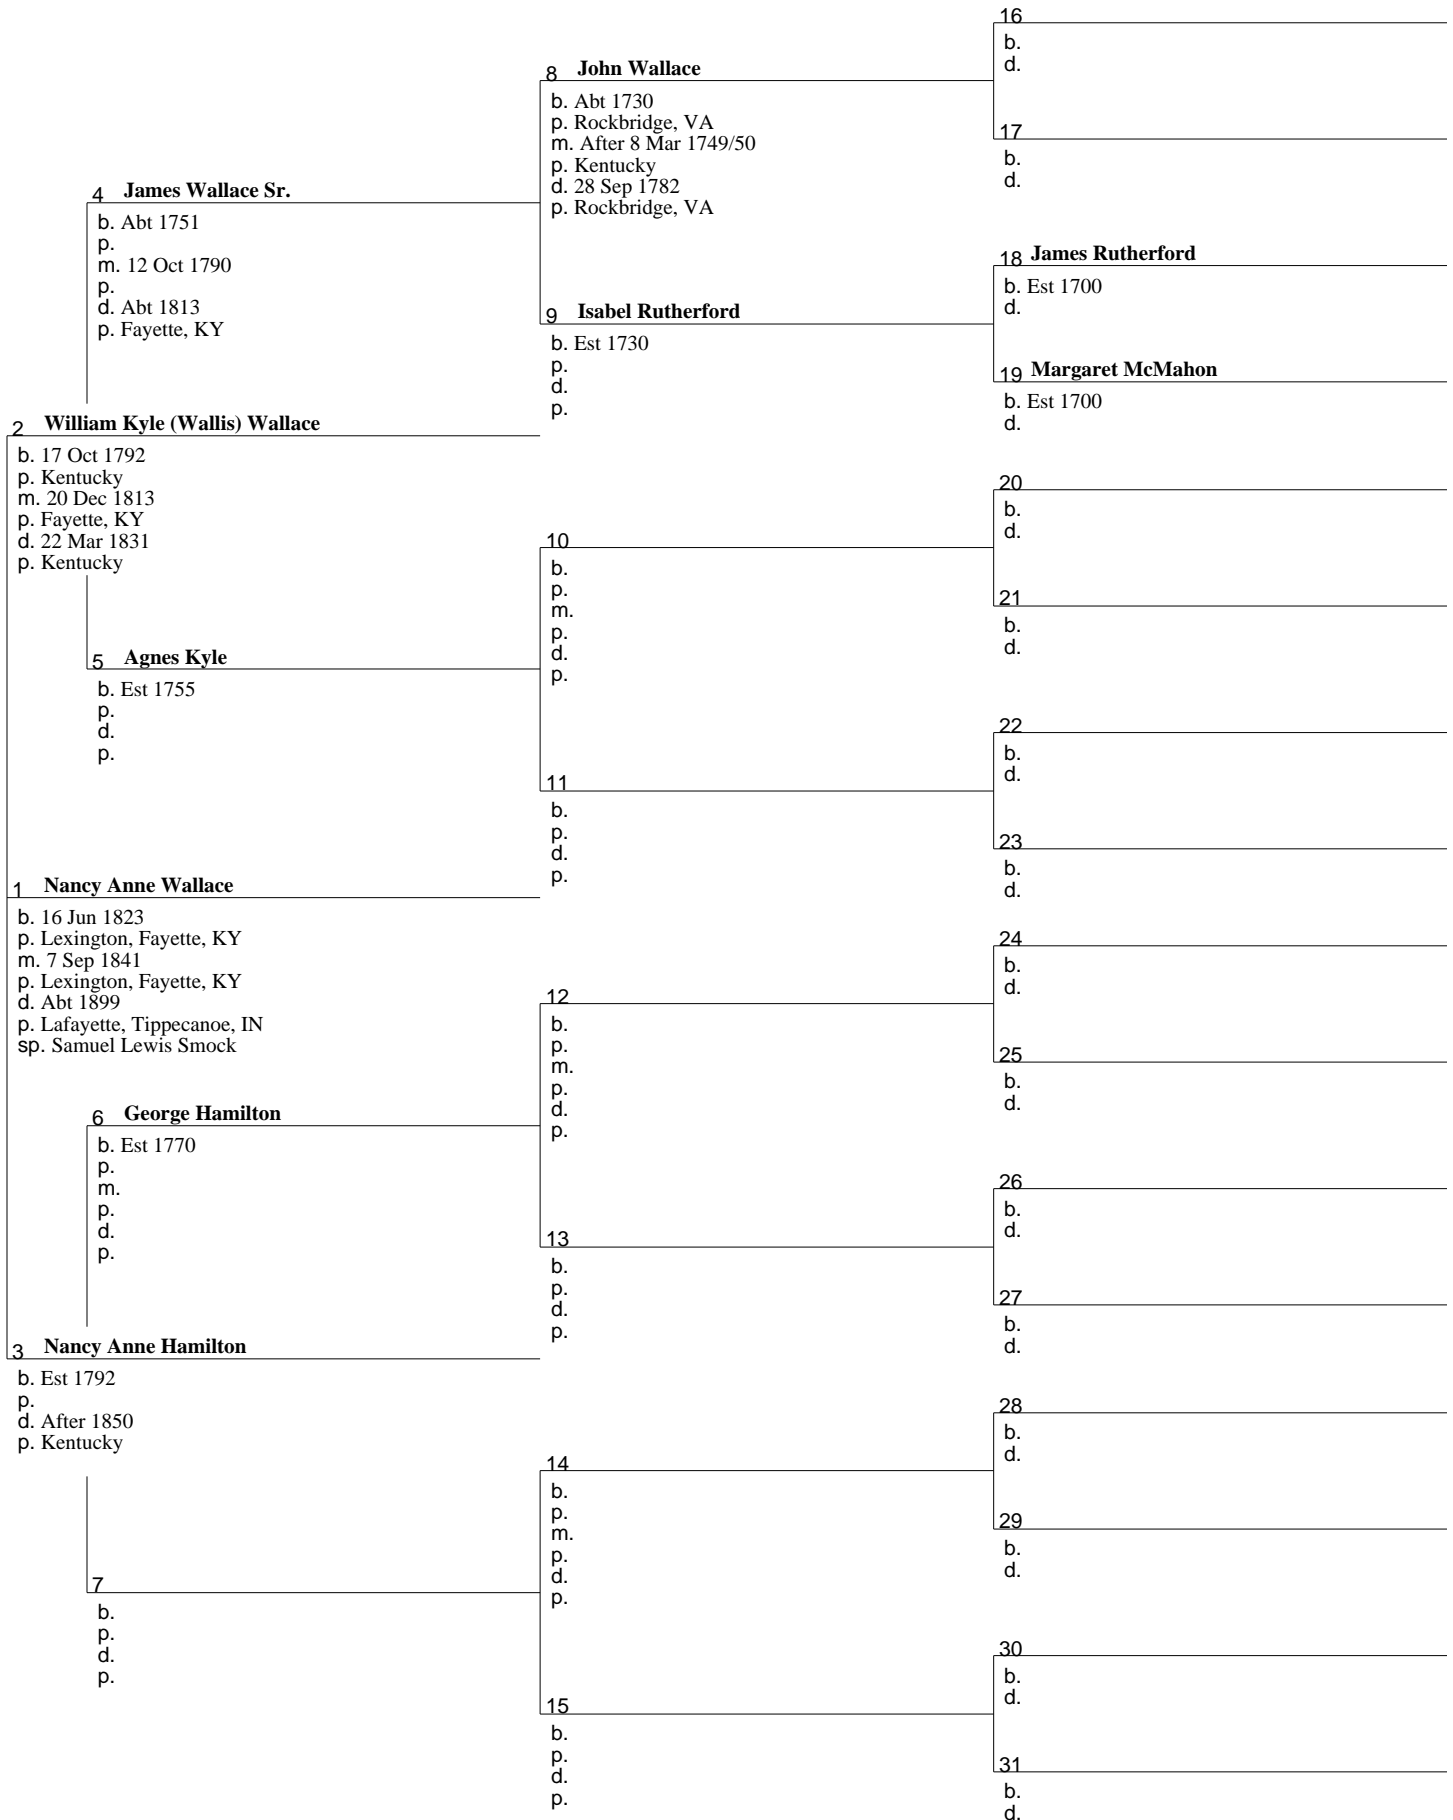 16
b.
d.
8 John Wallace
b. Abt 1730
p. Rockbridge, VA
m. After 8 Mar 1749/50
p. Kentucky
d. 28 Sep 1782
p. Rockbridge, VA
17
b.
d.
4 James Wallace Sr.
b. Abt 1751
p.
m. 12 Oct 1790
p.
d. Abt 1813
p. Fayette, KY
18 James Rutherford
b. Est 1700
d.
9 Isabel Rutherford
b. Est 1730
p.
d.
p.
19 Margaret McMahon
b. Est 1700
d.
2 William Kyle (Wallis) Wallace
b. 17 Oct 1792
p. Kentucky
m. 20 Dec 1813
p. Fayette, KY
d. 22 Mar 1831
p. Kentucky
20
b.
d.
10
b.
p.
m.
p.
d.
p.
21
b.
d.
5 Agnes Kyle
b. Est 1755
p.
d.
p.
22
b.
d.
11
b.
p.
d.
p.
23
b.
d.
1 Nancy Anne Wallace
b. 16 Jun 1823
p. Lexington, Fayette, KY
m. 7 Sep 1841
p. Lexington, Fayette, KY
d. Abt 1899
p. Lafayette, Tippecanoe, IN
sp. Samuel Lewis Smock
24
b.
d.
12
b.
p.
m.
p.
d.
p.
25
b.
d.
6 George Hamilton
b. Est 1770
p.
m.
p.
d.
p.
26
b.
d.
13
b.
p.
d.
p.
27
b.
d.
3 Nancy Anne Hamilton
b. Est 1792
p.
d. After 1850
p. Kentucky
28
b.
d.
14
b.
p.
m.
p.
d.
p.
29
b.
d.
7
b.
p.
d.
p.
30
b.
d.
15
b.
p.
d.
p.
31
b.
d.